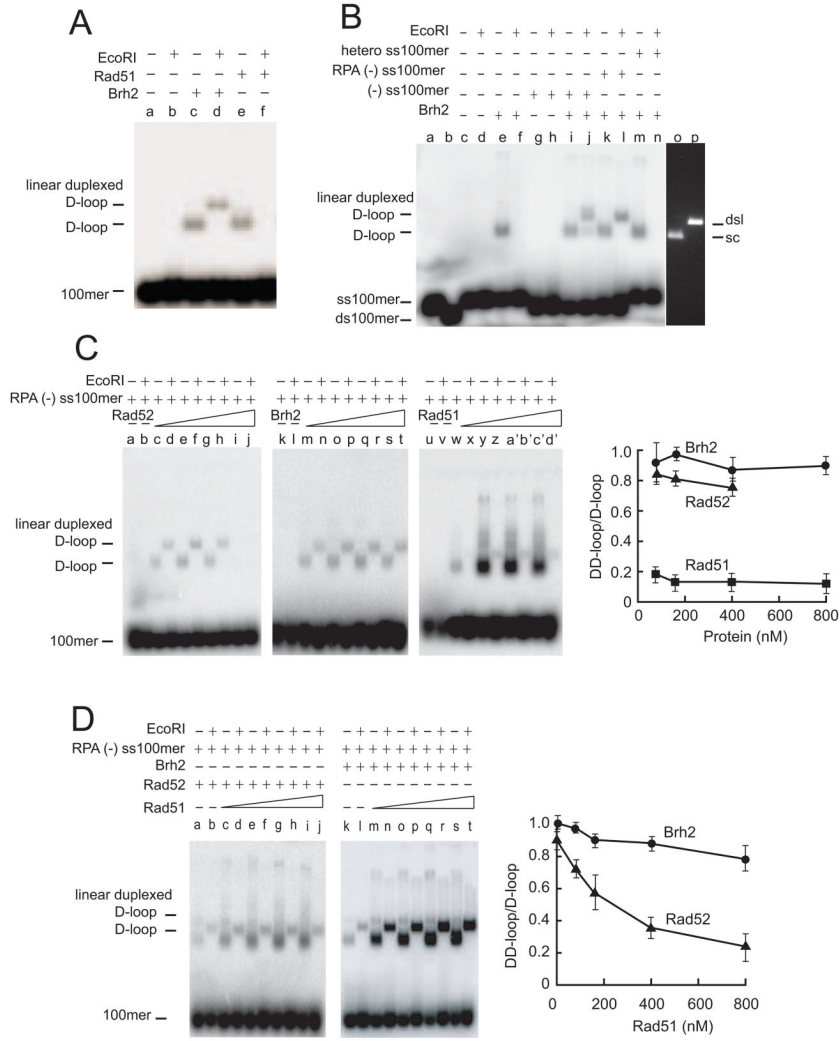 A
EcoRI – + – + – +
Rad51 – – – – + +
Brh2 – – + + – –
a b c d e f
linear duplexed
D-loop
D-loop
100mer
B
EcoRI – + – + – + – + – + – +
hetero ss100mer – – – – – – – – – – + +
RPA (-) ss100mer – – – – – – – – + + – –
(-) ss100mer – – – – + + + + – – – –
Brh2 – – + + – – + + + + + +
a b c d e f g h i j k l m n o p
linear duplexed
D-loop
D-loop
dsl
sc
ss100mer
ds100mer
C
EcoRI – + – + – + – + – + – + – + – + – + – + – + – + – + – + – +
RPA (-) ss100mer + + + + + + + + + + + + + + + + + + + + + + + + + + + + + +
Rad52 Brh2 Rad51
a b c d e f g h i j k l m n o p q r s t u v w x y z a' b' c' d'
linear duplexed
D-loop
D-loop
100mer
1.0
0.8
0.6
0.4
0.2
0
DD-loop/D-loop
Brh2
Rad52
Rad51
0 200 400 600 800
Protein (nM)
D
EcoRI – + – + – + – + – + – + – + – + – + – +
RPA (-) ss100mer + + + + + + + + + + + + + + + + + + + +
Brh2 – – – – – – – – – – + + + + + + + + + +
Rad52 + + + + + + + + + + – – – – – – – – – –
Rad51 – – – –
a b c d e f g h i j k l m n o p q r s t
linear duplexed
D-loop
D-loop
100mer
1.0
0.8
0.6
0.4
0.2
0
DD-loop/D-loop
Brh2
Rad52
0 200 400 600 800
Rad51 (nM)